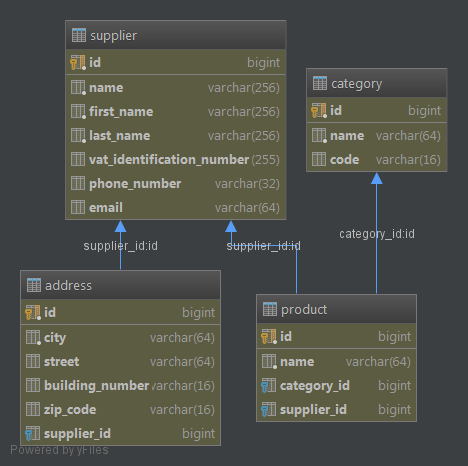 supplier
id bigint
name varchar(256)
first_name varchar(256)
last_name varchar(256)
vat_identification_number (255)
phone_number varchar(32)
email varchar(64)
category
id bigint
name varchar(64)
code varchar(16)
supplier_id:id
supplier_id:id
category_id:id
address
id bigint
city varchar(64)
street varchar(64)
building_number varchar(16)
zip_code varchar(16)
supplier_id bigint
product
id bigint
name varchar(64)
category_id bigint
supplier_id bigint
Powered by yFiles